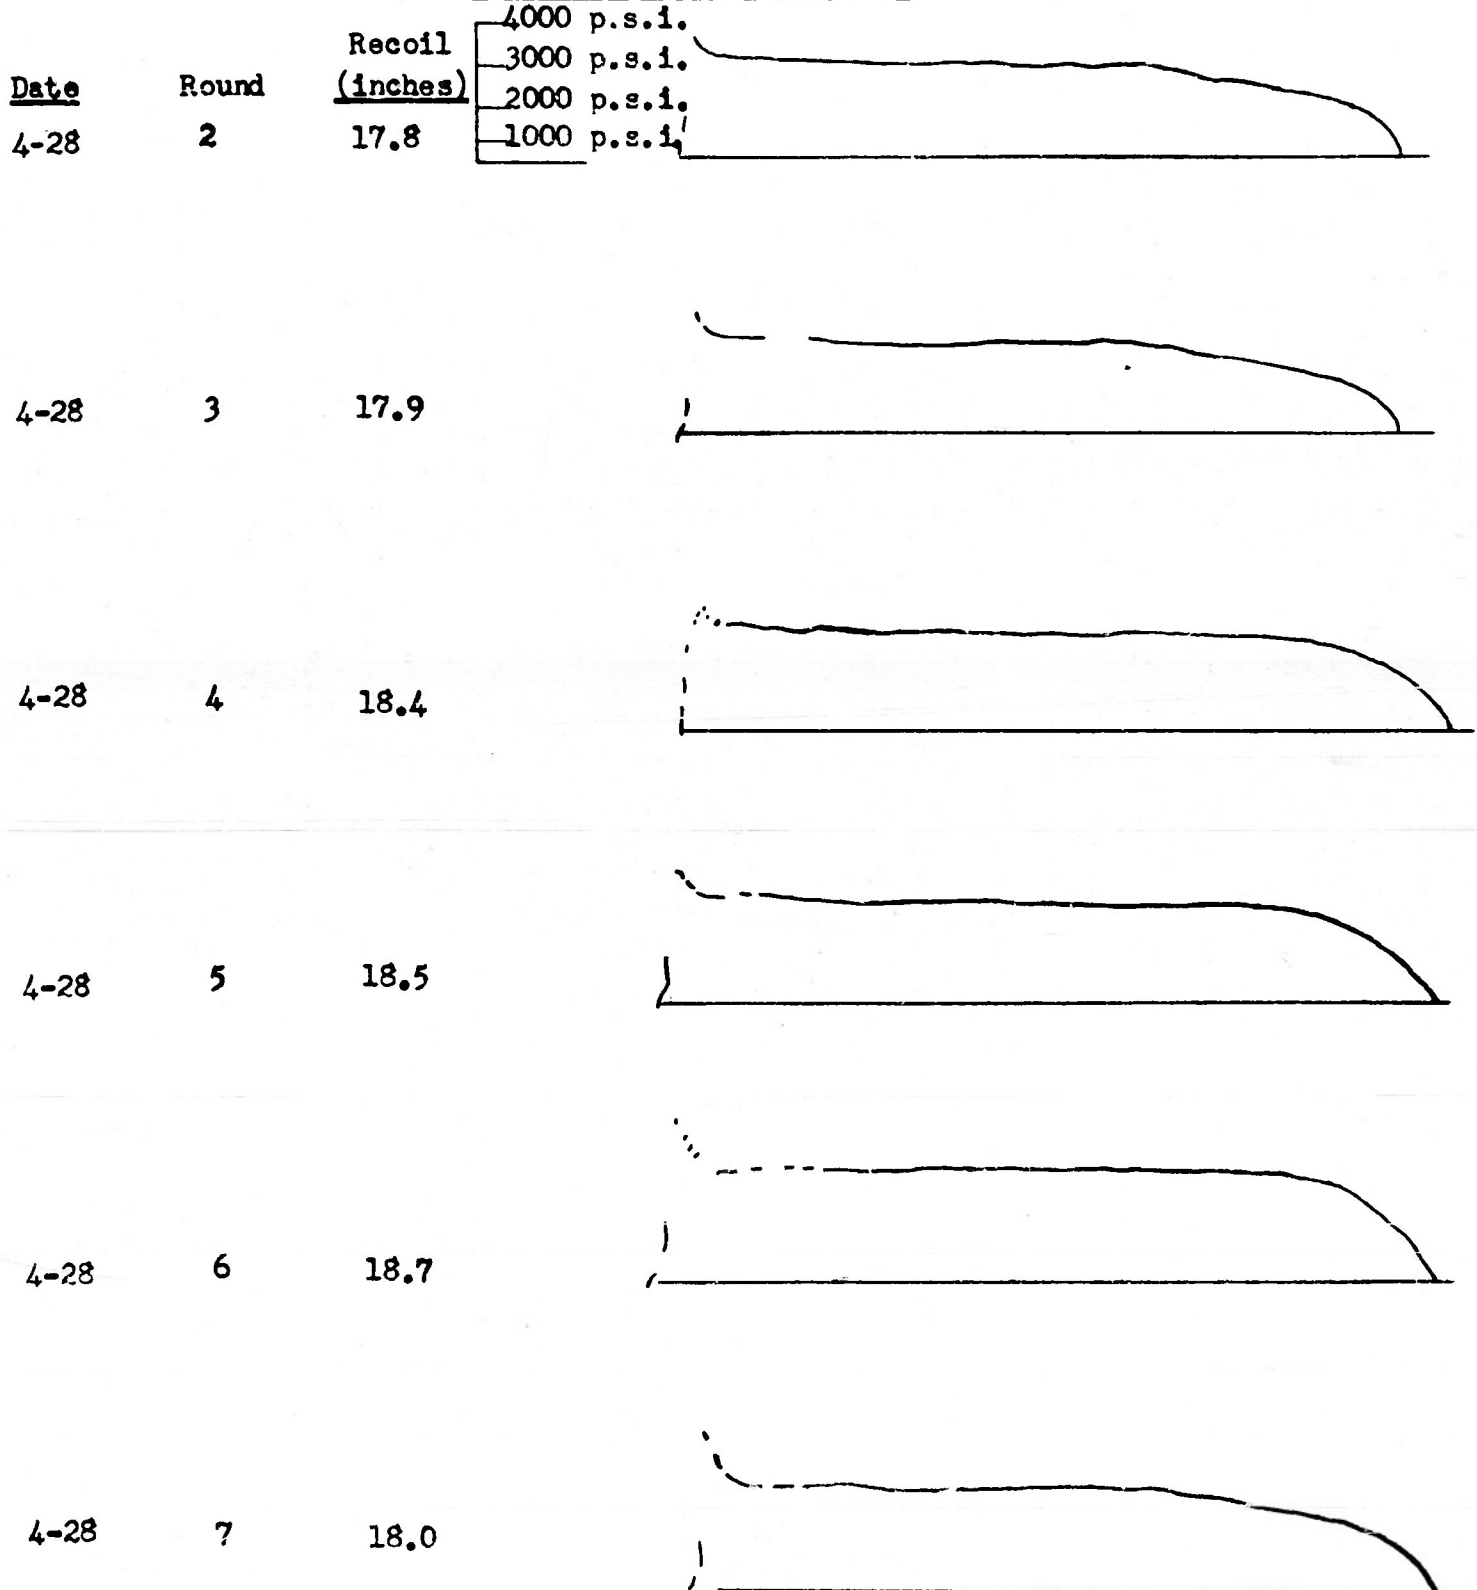 4000 p.s.i.
Recoil
3000 p.s.i.
Date Round (inches)
2000 p.s.i.
4-28 2 17.8 1000 p.s.i.
4-28 3 17.9
4-28 4 18.4
4-28 5 18.5
4-28 6 18.7
4-28 7 18.0